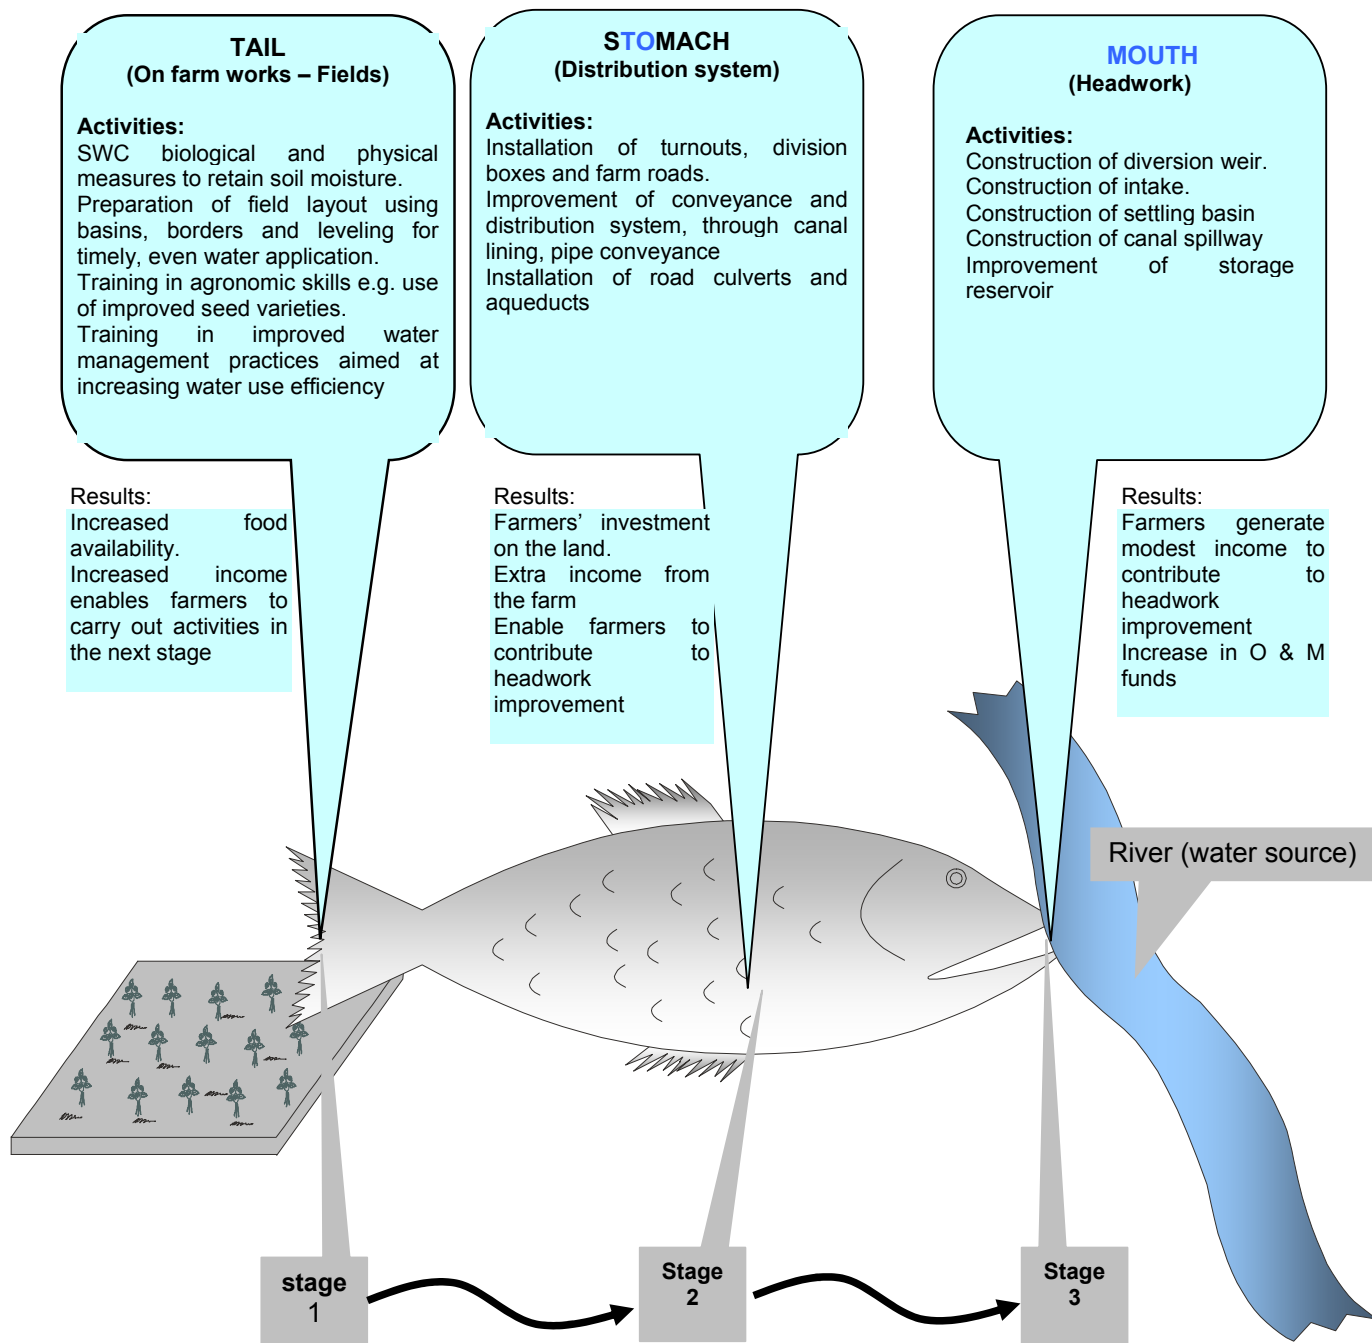 TAIL
(On farm works – Fields)
Activities:
SWC biological and physical
measures to retain soil moisture.
Preparation of field layout using
basins, borders and leveling for
timely, even water application.
Training in agronomic skills e.g. use
of improved seed varieties.
Training in improved water
management practices aimed at
increasing water use efficiency
STOMACH
(Distribution system)
Activities:
Installation of turnouts, division
boxes and farm roads.
Improvement of conveyance and
distribution system, through canal
lining, pipe conveyance
Installation of road culverts and
aqueducts
MOUTH
(Headwork)
Activities:
Construction of diversion weir.
Construction of intake.
Construction of settling basin
Construction of canal spillway
Improvement of storage
reservoir
Results:
Increased food
availability.
Increased income
enables farmers to
carry out activities in
the next stage
Results:
Farmers’ investment
on the land.
Extra income from
the farm
Enable farmers to
contribute to
headwork
improvement
Results:
Farmers generate
modest income to
contribute to
headwork
improvement
Increase in O & M
funds
River (water source)
stage
1
Stage
2
Stage
3